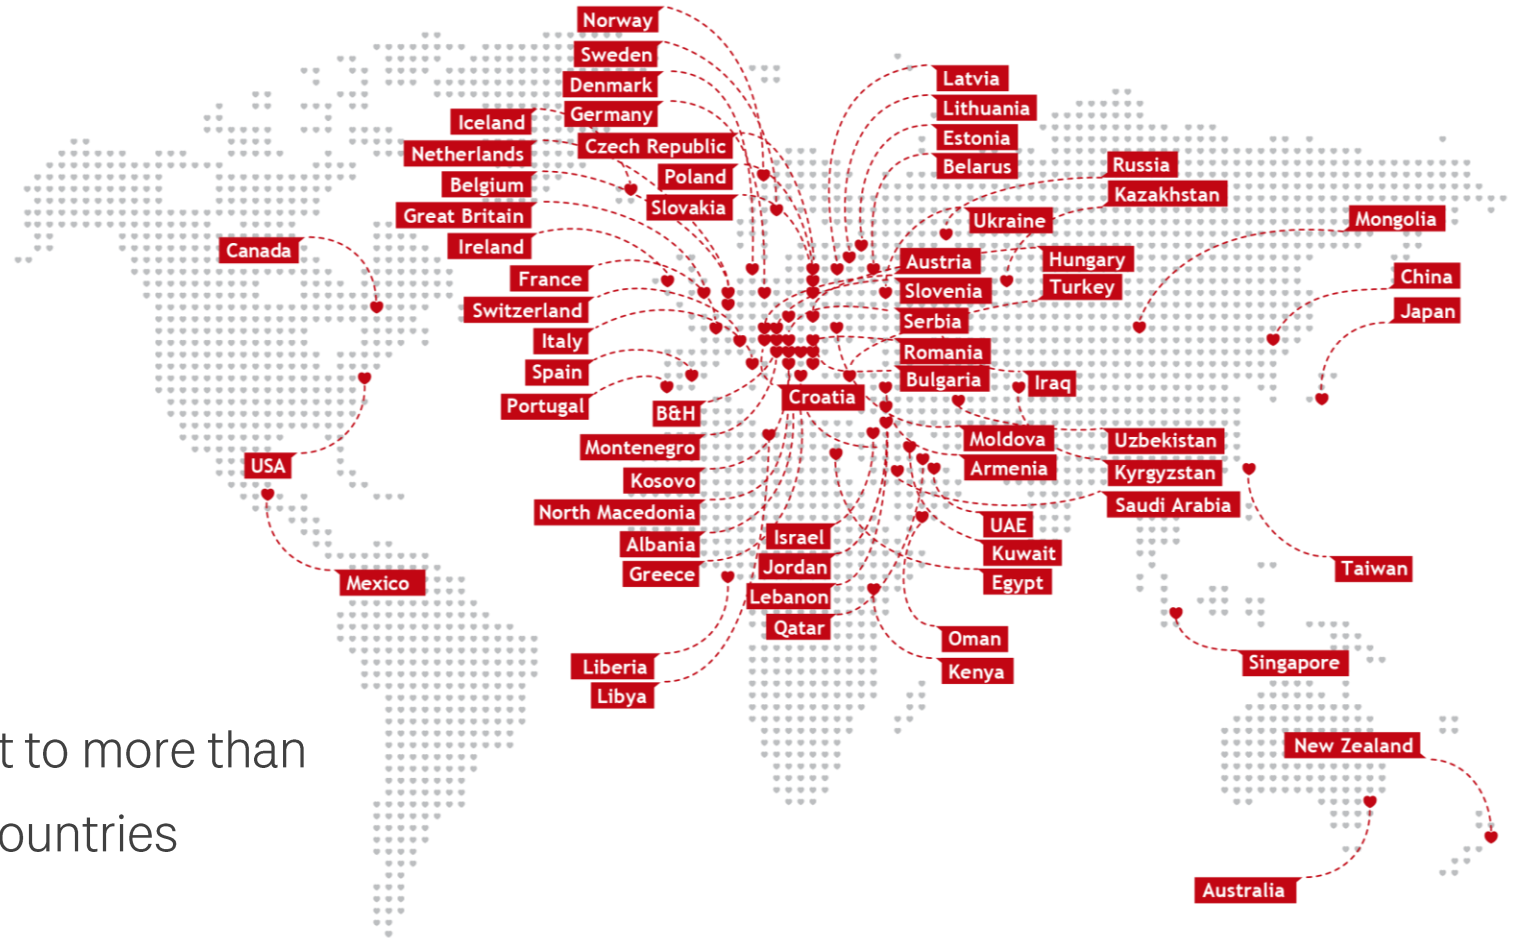 Norway
Sweden
Denmark
Germany
Iceland
Czech Republic
Netherlands
Poland
Belgium
Slovakia
Great Britain
Ireland
Canada
France
Switzerland
Italy
Spain
Portugal
B&H
Montenegro
Kosovo
North Macedonia
Albania
Greece
USA
Mexico
Liberia
Libya
Latvia
Lithuania
Estonia
Belarus
Russia
Kazakhstan
Ukraine
Austria
Hungary
Slovenia
Turkey
Serbia
Romania
Bulgaria
Iraq
Croatia
Moldova
Uzbekistan
Armenia
Kyrgyzstan
Saudi Arabia
UAE
Kuwait
Egypt
Israel
Jordan
Lebanon
Qatar
Oman
Kenya
Mongolia
China
Japan
Taiwan
Singapore
New Zealand
Australia
t to more than
ountries